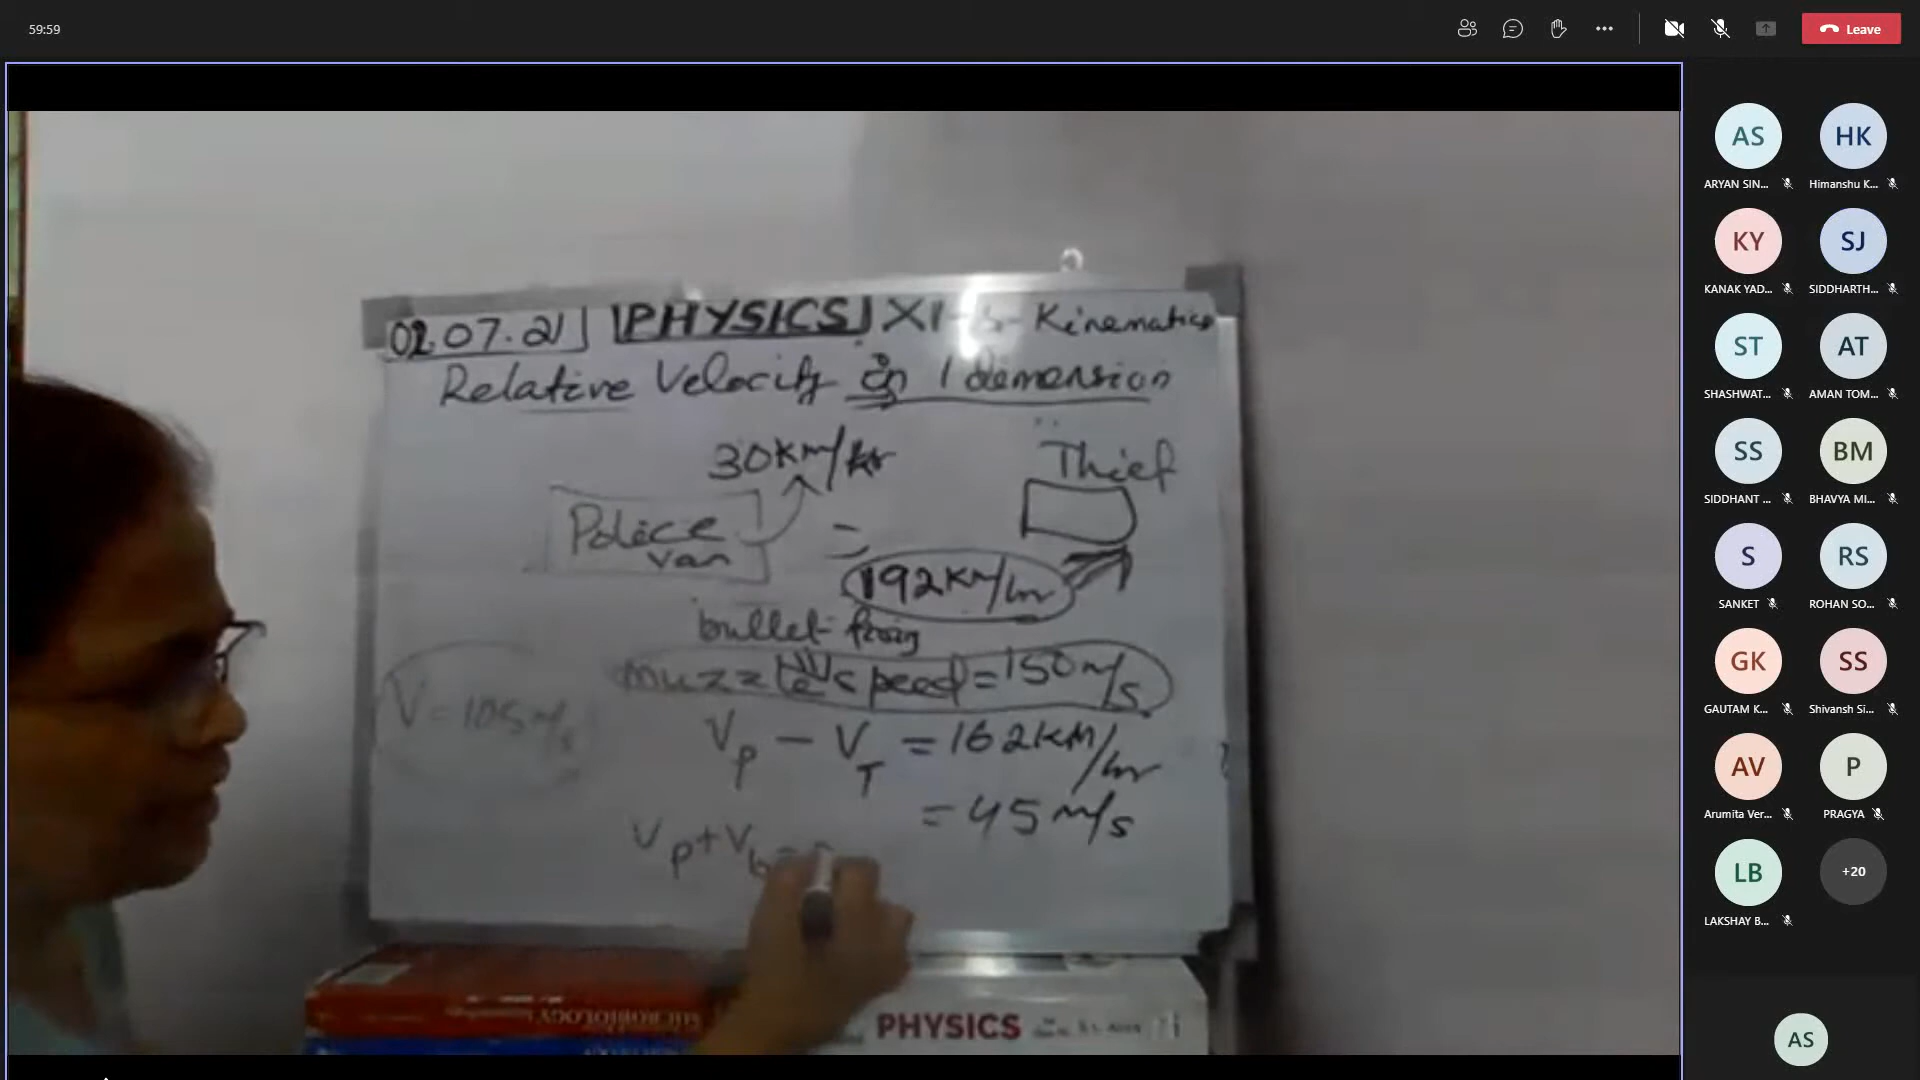 59:59
Leave
02.07.21 PHYSICS XI-b- Kinematics
Relative Velocity in 1 dimension
30km/hr
Thief
Police
van
192km/hr
bullet from
muzzle speed = 150m/s
V = 105m/s
Vp - VT = 162km/hr
= 45m/s
Vp + Vb =
MICROBIOLOGY
PHYSICS
AS
HK
ARYAN SIN...
Himanshu K...
KY
SJ
KANAK YAD...
SIDDHARTH...
ST
AT
SHASHWAT...
AMAN TOM...
SS
BM
SIDDHANT ...
BHAVYA MI...
S
RS
SANKET
ROHAN SO...
GK
SS
GAUTAM K...
Shivansh Si...
AV
P
Arumita Ver...
PRAGYA
LB
+20
LAKSHAY B...
AS